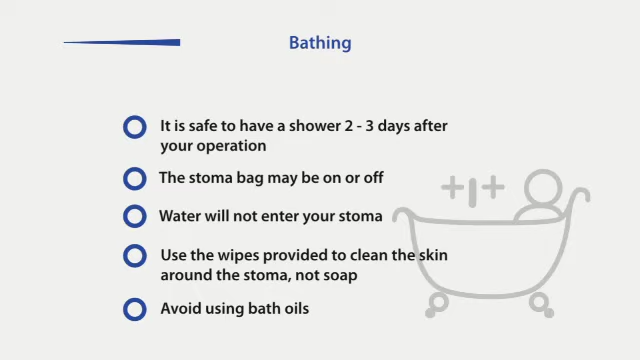 Bathing
It is safe to have a shower 2 - 3 days after
your operation
The stoma bag may be on or off
Water will not enter your stoma
Use the wipes provided to clean the skin
around the stoma, not soap
Avoid using bath oils